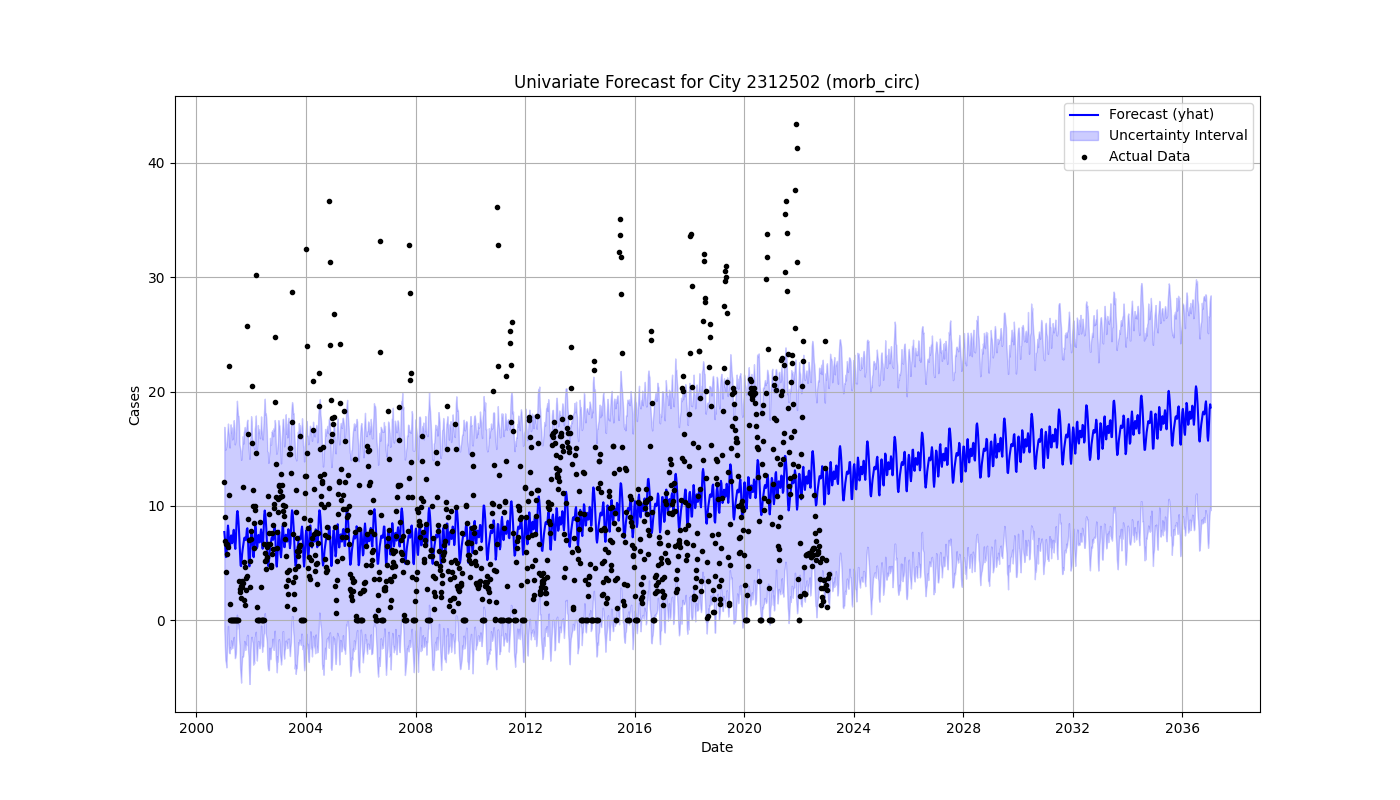 Univariate Forecast for City 2312502 (morb_circ)
Forecast (yhat)
Uncertainty Interval
Actual Data
Cases
40
30
20
10
0
2000 2004 2008 2012 2016 2020 2024 2028 2032 2036
Date